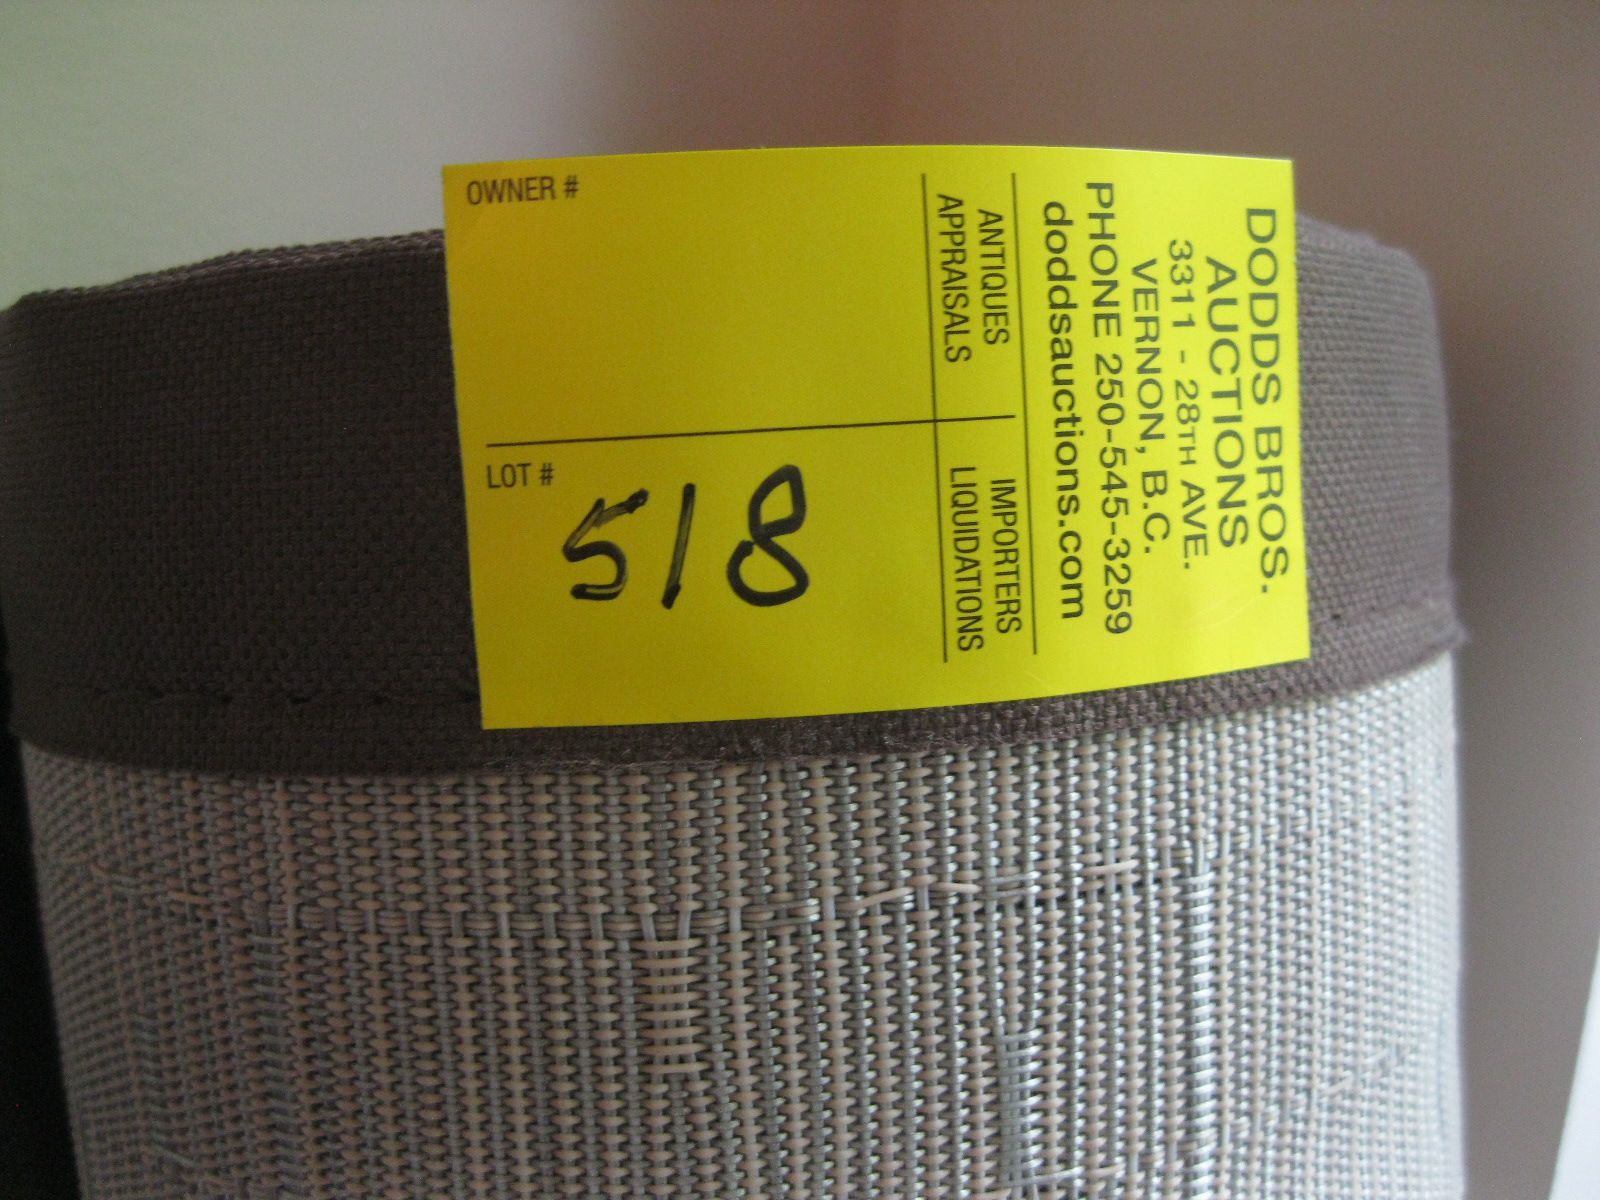 DODDS BROS.
AUCTIONS
3311 - 28TH AVE.
VERNON, B.C.
PHONE 250-545-3259
doddsauctions.com
ANTIQUES
APPRAISALS
IMPORTERS
LIQUIDATIONS
OWNER #
LOT #
518